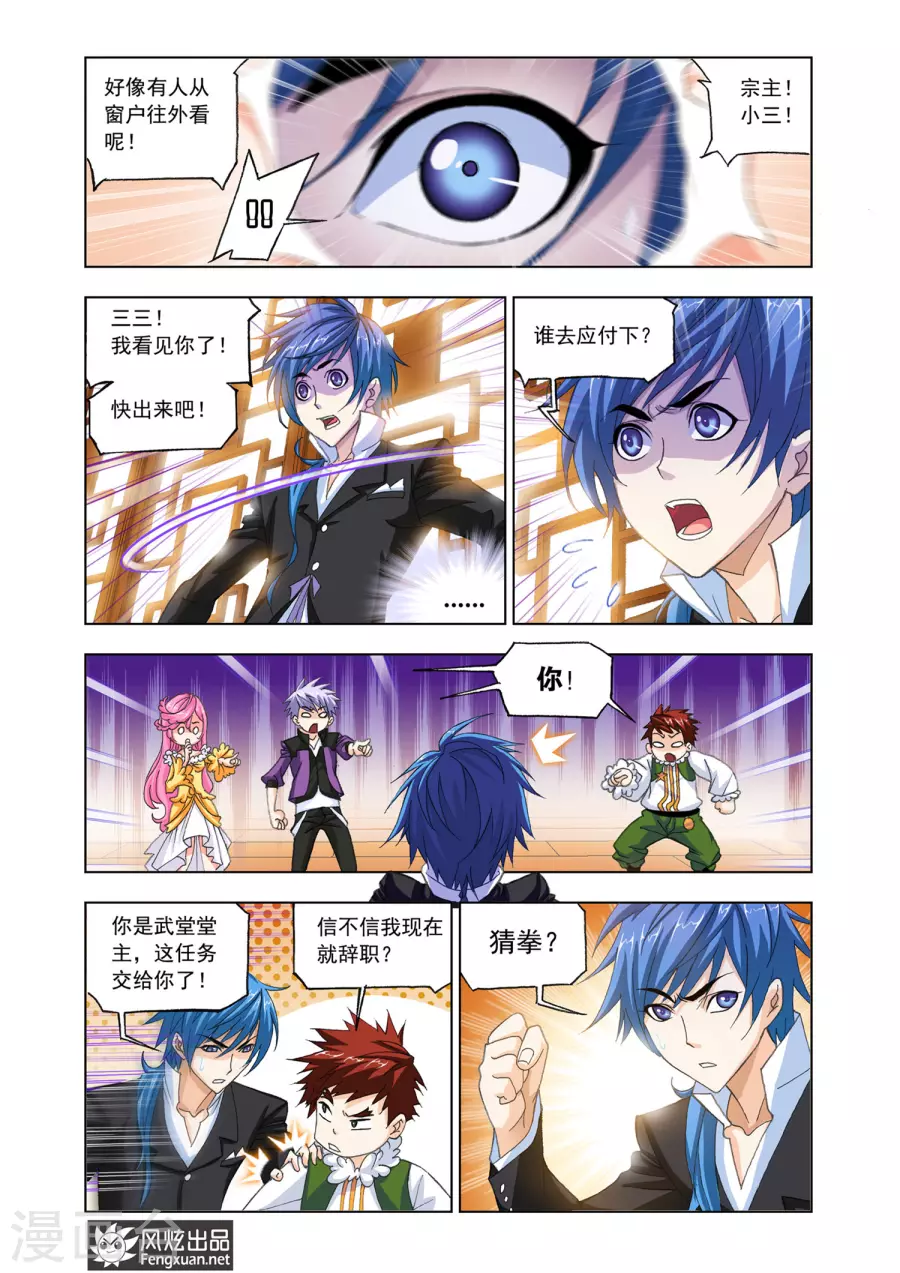 好像有人从
窗户往外看
呢！
宗主！
小三！
!!
三三！
我看见你了！
快出来吧！
……
谁去应付下？
你！
你是武堂堂
主，这任务
交给你了！
信不信我现在
就辞职？
猜拳？
漫画台
风炫出品
Fengxuan.net